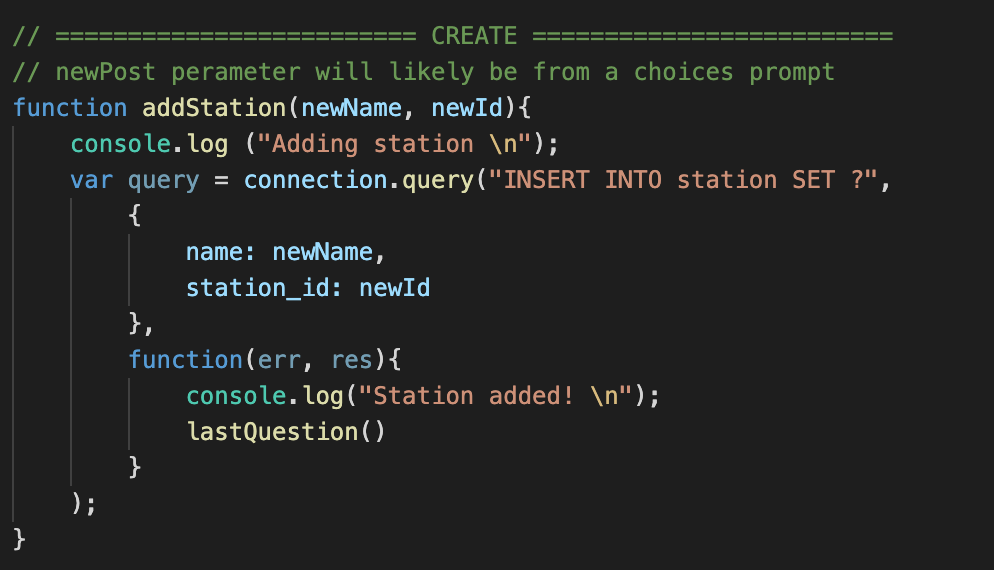 // ========================= CREATE =========================
// newPost perameter will likely be from a choices prompt
function addStation(newName, newId){
    console.log ("Adding station \n");
    var query = connection.query("INSERT INTO station SET ?",
        {
            name: newName,
            station_id: newId
        },
        function(err, res){
            console.log("Station added! \n");
            lastQuestion()
        }
    );
}